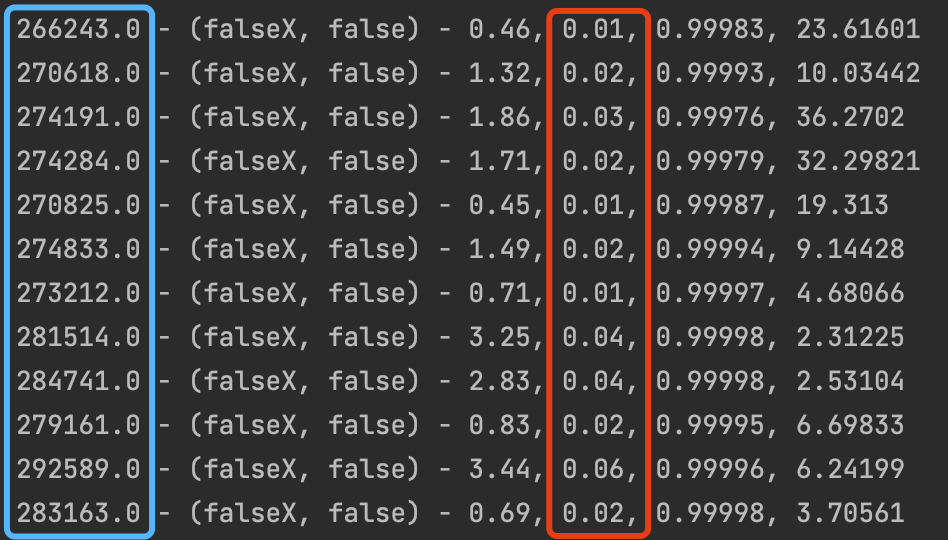 266243.0 - (falseX, false) - 0.46, 0.01, 0.99983, 23.61601
270618.0 - (falseX, false) - 1.32, 0.02, 0.99993, 10.03442
274191.0 - (falseX, false) - 1.86, 0.03, 0.99976, 36.2702
274284.0 - (falseX, false) - 1.71, 0.02, 0.99979, 32.29821
270825.0 - (falseX, false) - 0.45, 0.01, 0.99987, 19.313
274833.0 - (falseX, false) - 1.49, 0.02, 0.99994, 9.14428
273212.0 - (falseX, false) - 0.71, 0.01, 0.99997, 4.68066
281514.0 - (falseX, false) - 3.25, 0.04, 0.99998, 2.31225
284741.0 - (falseX, false) - 2.83, 0.04, 0.99998, 2.53104
279161.0 - (falseX, false) - 0.83, 0.02, 0.99995, 6.69833
292589.0 - (falseX, false) - 3.44, 0.06, 0.99996, 6.24199
283163.0 - (falseX, false) - 0.69, 0.02, 0.99998, 3.70561